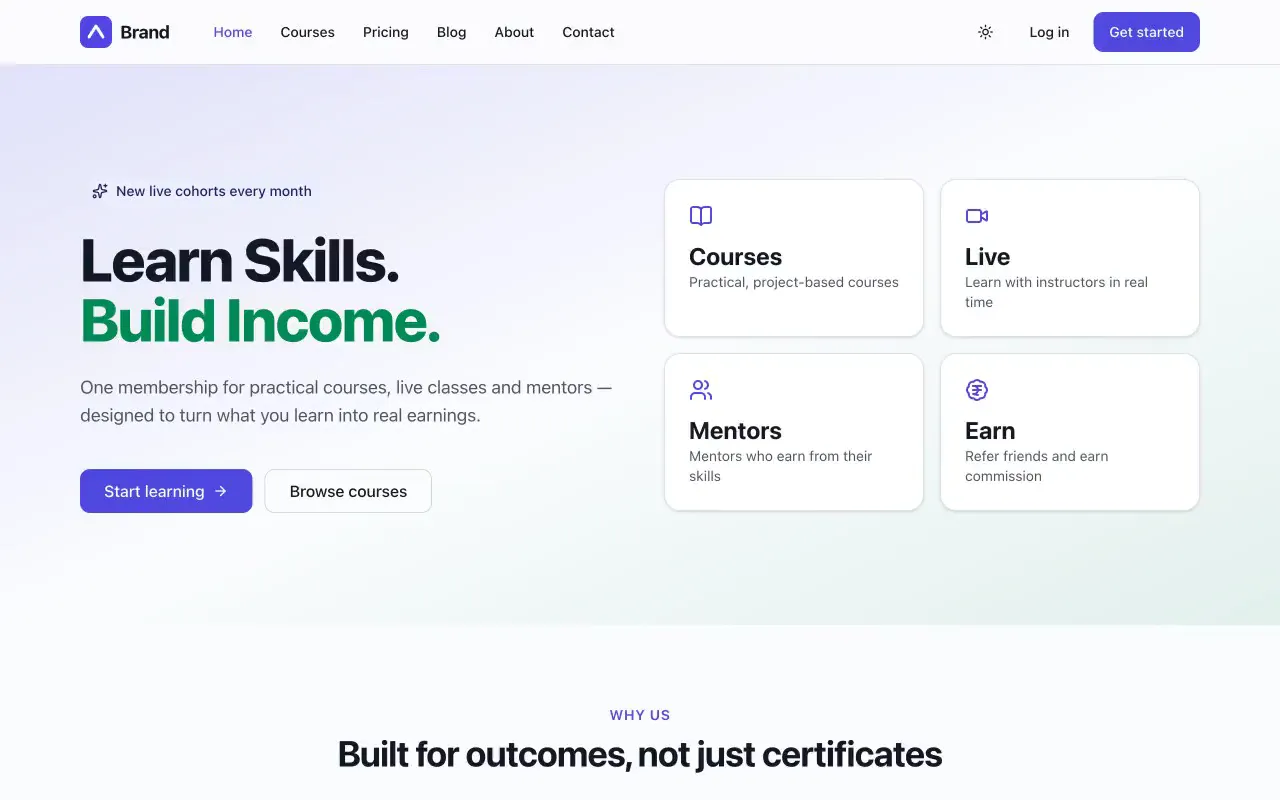 Brand
Home
Courses
Pricing
Blog
About
Contact
Log in
Get started
New live cohorts every month
Learn Skills.
Build Income.
One membership for practical courses, live classes and mentors —
designed to turn what you learn into real earnings.
Start learning →
Browse courses
Courses
Practical, project-based courses
Live
Learn with instructors in real
time
Mentors
Mentors who earn from their
skills
Earn
Refer friends and earn
commission
WHY US
Built for outcomes, not just certificates